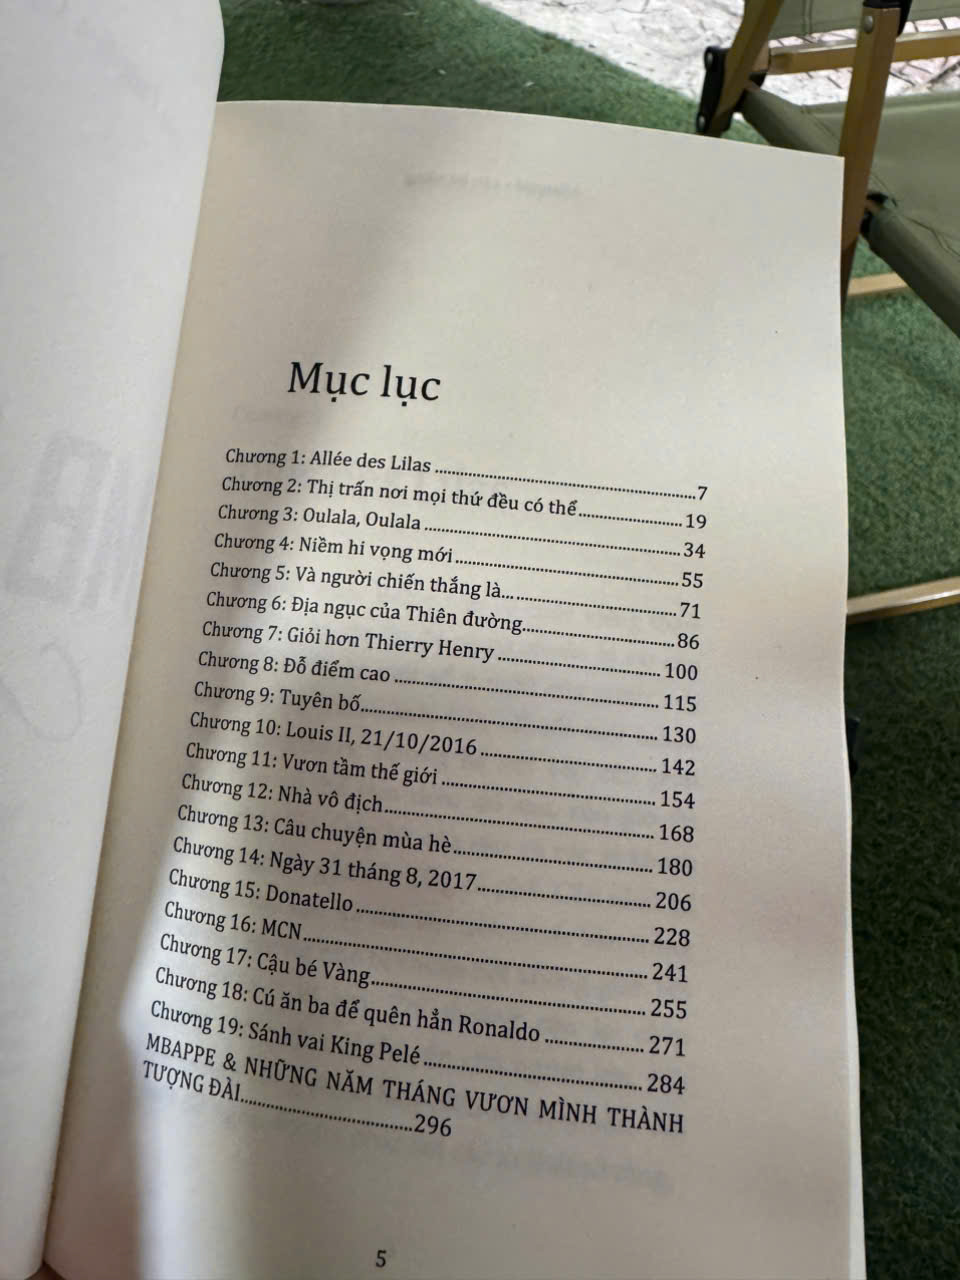 Mục lục
Chương 1: Allée des Lilas ........................................ 7
Chương 2: Thị trấn nơi mọi thứ đều có thể ........................................ 19
Chương 3: Oulala, Oulala ........................................ 34
Chương 4: Niềm hi vọng mới ........................................ 55
Chương 5: Và người chiến thắng là... ........................................ 71
Chương 6: Địa ngục của Thiên đường ........................................ 86
Chương 7: Giỏi hơn Thierry Henry ........................................ 100
Chương 8: Đỗ điểm cao ........................................ 115
Chương 9: Tuyên bố ........................................ 130
Chương 10: Louis II, 21/10/2016 ........................................ 142
Chương 11: Vươn tầm thế giới ........................................ 154
Chương 12: Nhà vô địch ........................................ 168
Chương 13: Câu chuyện mùa hè ........................................ 180
Chương 14: Ngày 31 tháng 8, 2017 ........................................ 206
Chương 15: Donatello ........................................ 228
Chương 16: MCN ........................................ 241
Chương 17: Cậu bé Vàng ........................................ 255
Chương 18: Cú ăn ba để quên hẳn Ronaldo ........................................ 271
Chương 19: Sánh vai King Pelé ........................................ 284
MBAPPE & NHỮNG NĂM THÁNG VƯƠN MÌNH THÀNH
TƯỢNG ĐÀI ........................................ 296
5